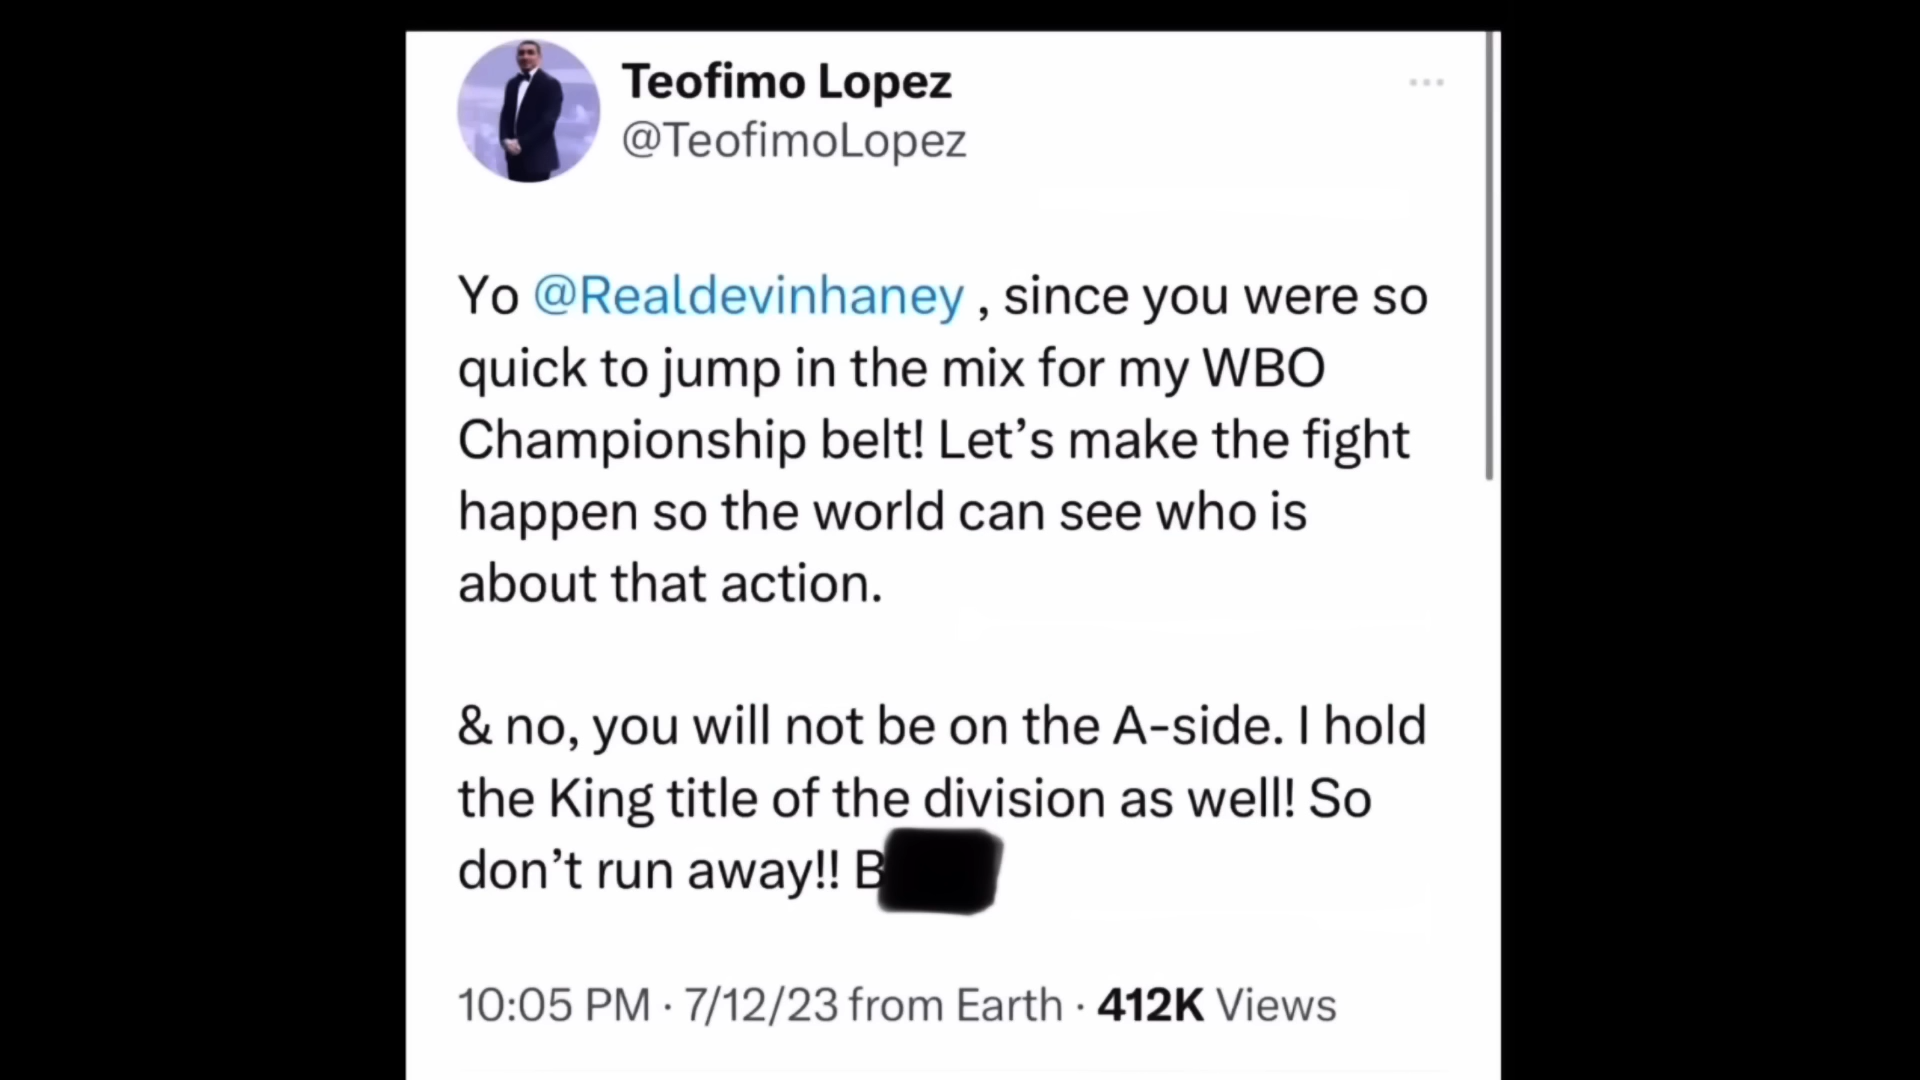 Teofimo Lopez
@TeofimoLopez
Yo @Realdevinhaney , since you were so
quick to jump in the mix for my WBO
Championship belt! Let’s make the fight
happen so the world can see who is
about that action.
& no, you will not be on the A-side. I hold
the King title of the division as well! So
don’t run away!! B
10:05 PM · 7/12/23 from Earth · 412K Views